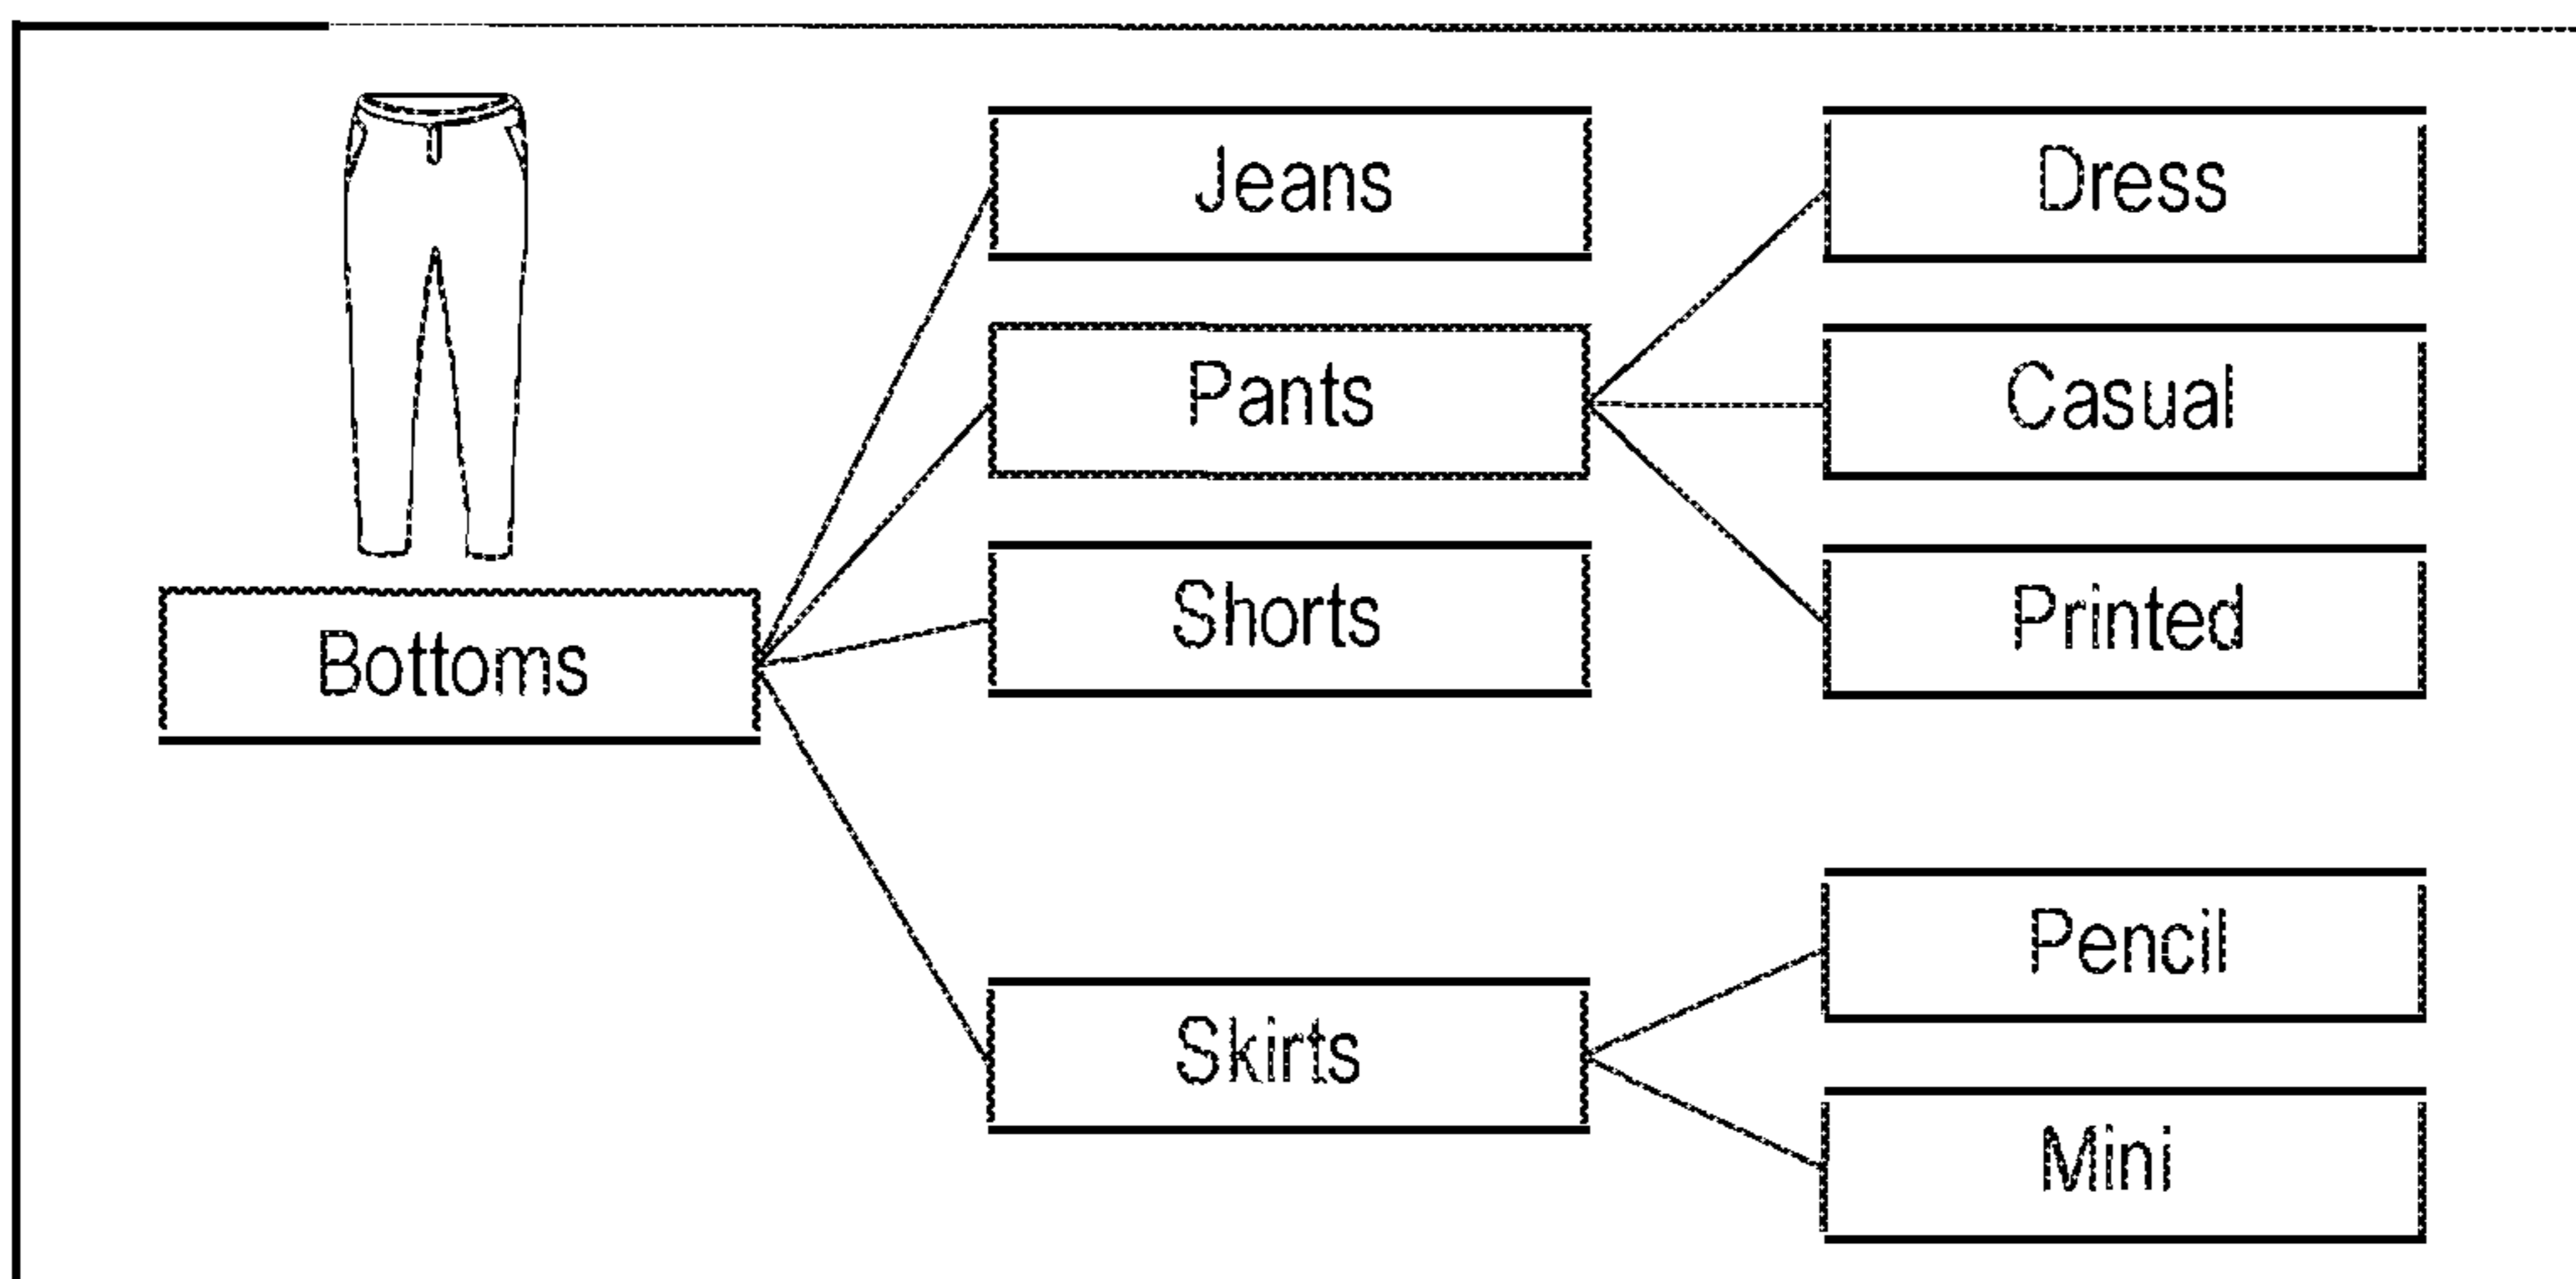 Jeans
Dress
Pants
Casual
Shorts
Printed
Bottoms
Pencil
Skirts
Mini